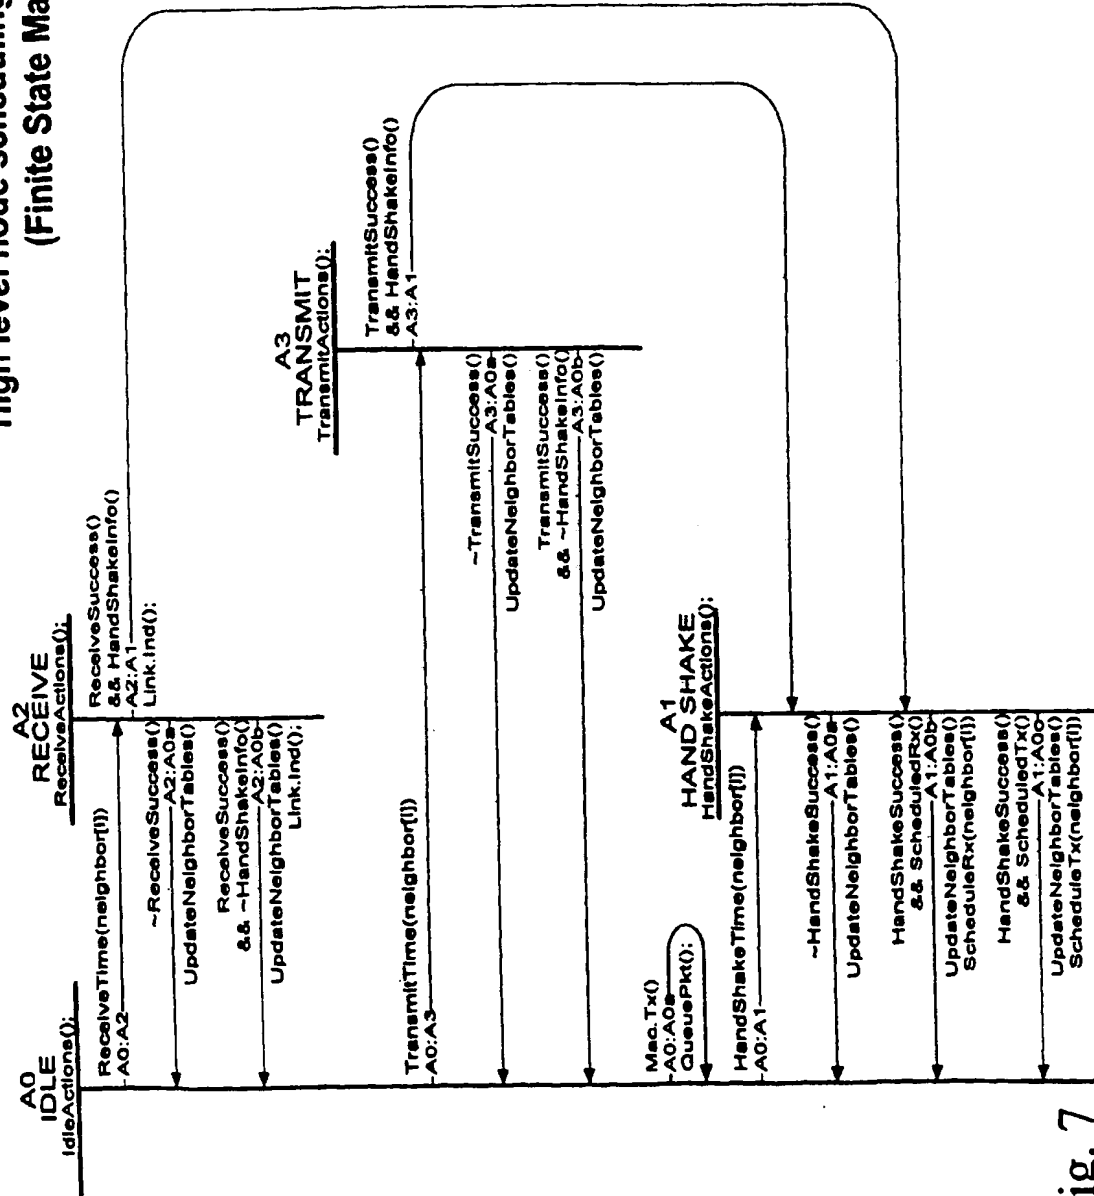 High level node scheduling
(Finite State Ma
A0
IDLE
IdleActions();
ReceiveTime(neighbor[i])
A0:A2
~ReceiveSuccess()
A2:A0a
UpdateNeighborTables()
ReceiveSuccess()
&& ~HandShakeInfo()
A2:A0b
UpdateNeighborTables()
Link.Ind();
A2
RECEIVE
ReceiveActions();
ReceiveSuccess()
&& HandShakeInfo()
A2:A1
Link.Ind();
TransmitTime(neighbor[i])
A0:A3
~TransmitSuccess()
A3:A0a
UpdateNeighborTables()
TransmitSuccess()
&& ~HandShakeInfo()
A3:A0b
UpdateNeighborTables()
A3
TRANSMIT
TransmitActions();
TransmitSuccess()
&& HandShakeInfo()
A3:A1
Mac.Tx()
A0:A0a
QueuePkt();
A1
HAND SHAKE
HandShakeActions();
HandShakeTime(neighbor[i])
A0:A1
~HandShakeSuccess()
A1:A0a
UpdateNeighborTables()
HandShakeSuccess()
&& ScheduledRx()
A1:A0b
UpdateNeighborTables()
ScheduleRx(neighbor[i])
HandShakeSuccess()
&& ScheduledTx()
A1:A0c
UpdateNeighborTables()
ScheduleTx(neighbor[i])
ig. 7